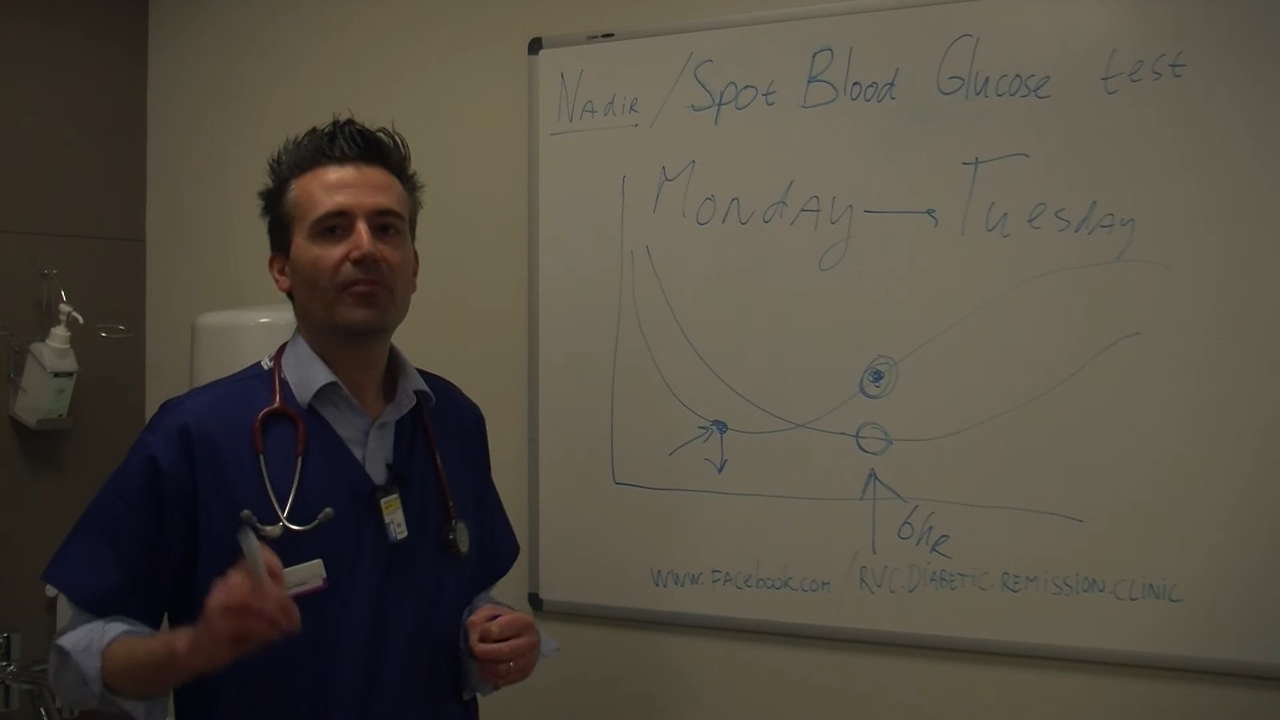 Nadir / Spot Blood Glucose test
Monday → Tuesday
6hr
www.Facebook.com / RVC.Diabetic.Remission.Clinic